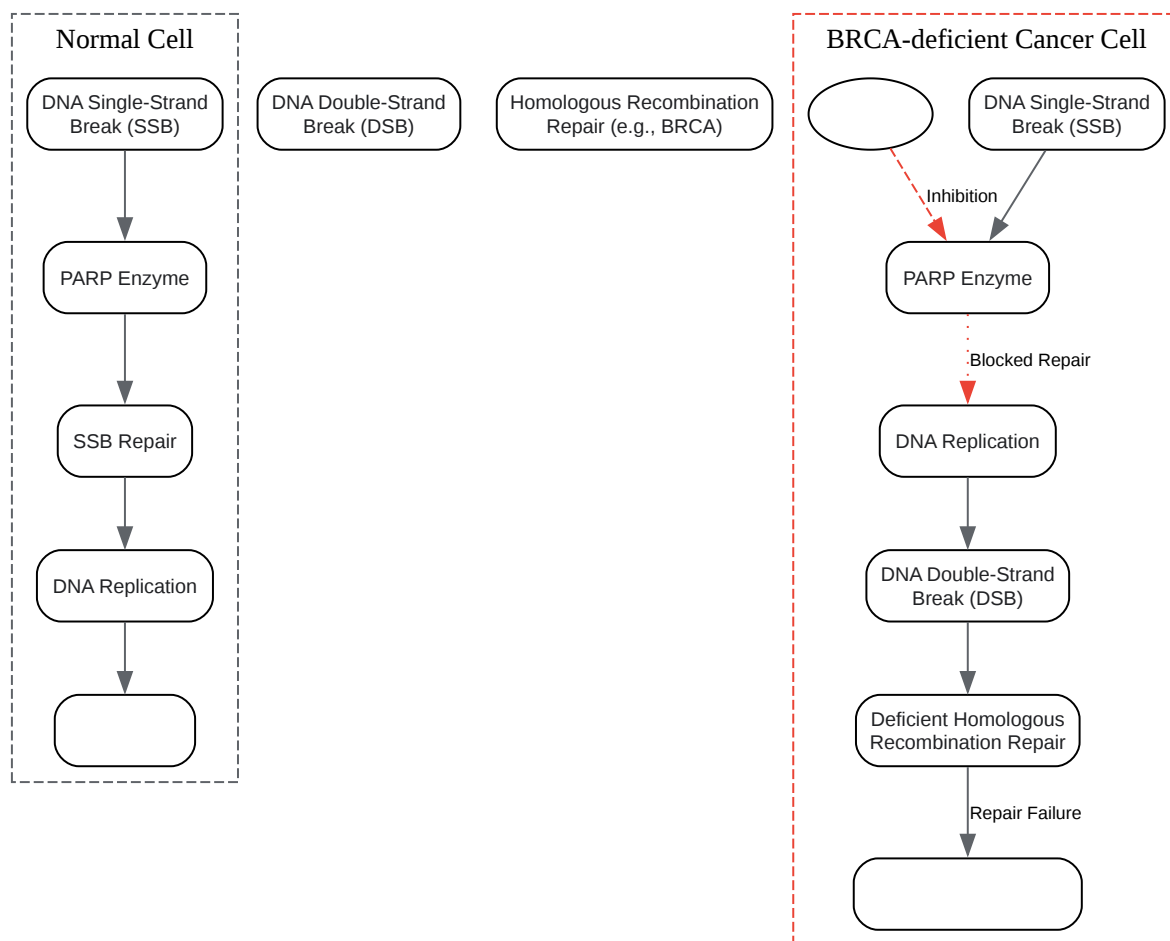 Normal Cell
DNA Single-Strand
Break (SSB)
PARP Enzyme
SSB Repair
DNA Replication
DNA Double-Strand
Break (DSB)
Homologous Recombination
Repair (e.g., BRCA)
BRCA-deficient Cancer Cell
DNA Single-Strand
Break (SSB)
Inhibition
PARP Enzyme
Blocked Repair
DNA Replication
DNA Double-Strand
Break (DSB)
Deficient Homologous
Recombination Repair
Repair Failure